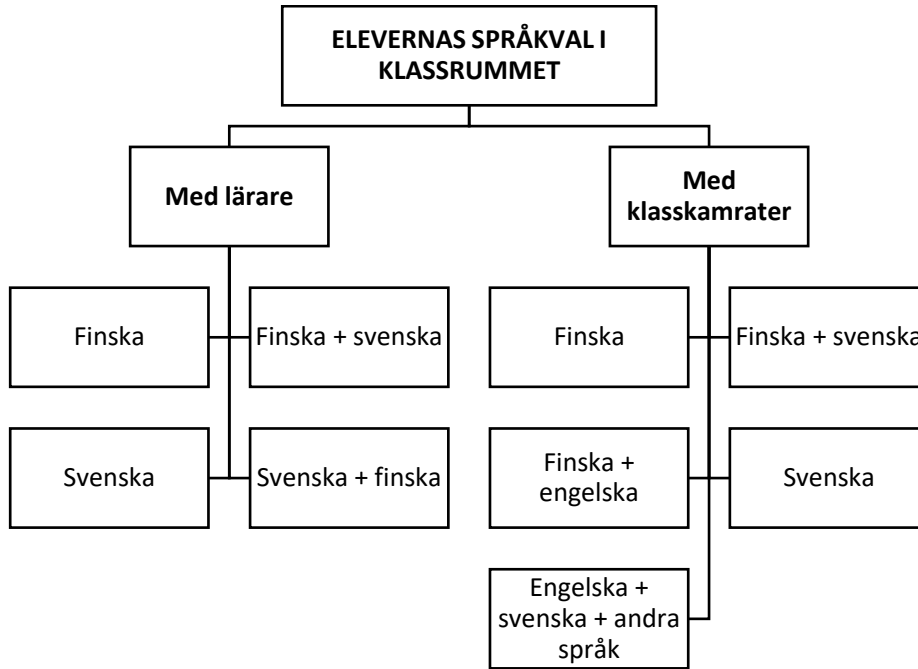 ELEVERNAS SPRÅKVAL I
KLASSRUMMET
Med lärare
Med
klasskamrater
Finska
Finska + svenska
Finska
Finska + svenska
Svenska
Svenska + finska
Finska +
engelska
Svenska
Engelska +
svenska + andra
språk